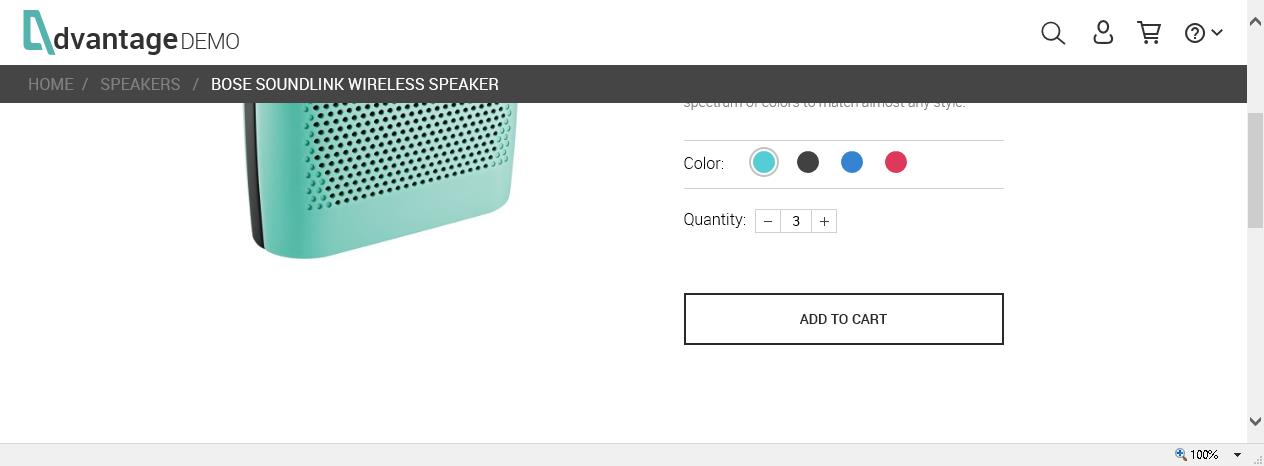 dvantage DEMO
HOME / SPEAKERS / BOSE SOUNDLINK WIRELESS SPEAKER
spectrum of colors to match almost any style.
Color:
Quantity: − 3 +
ADD TO CART
100%